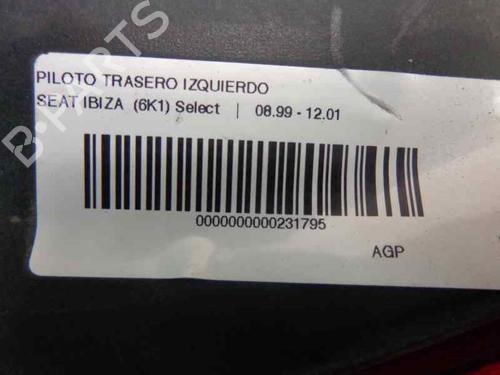 PILOTO TRASERO IZQUIERDO
SEAT IBIZA (6K1) Select | 08.99 - 12.01
0000000000231795
AGP
B-PARTS